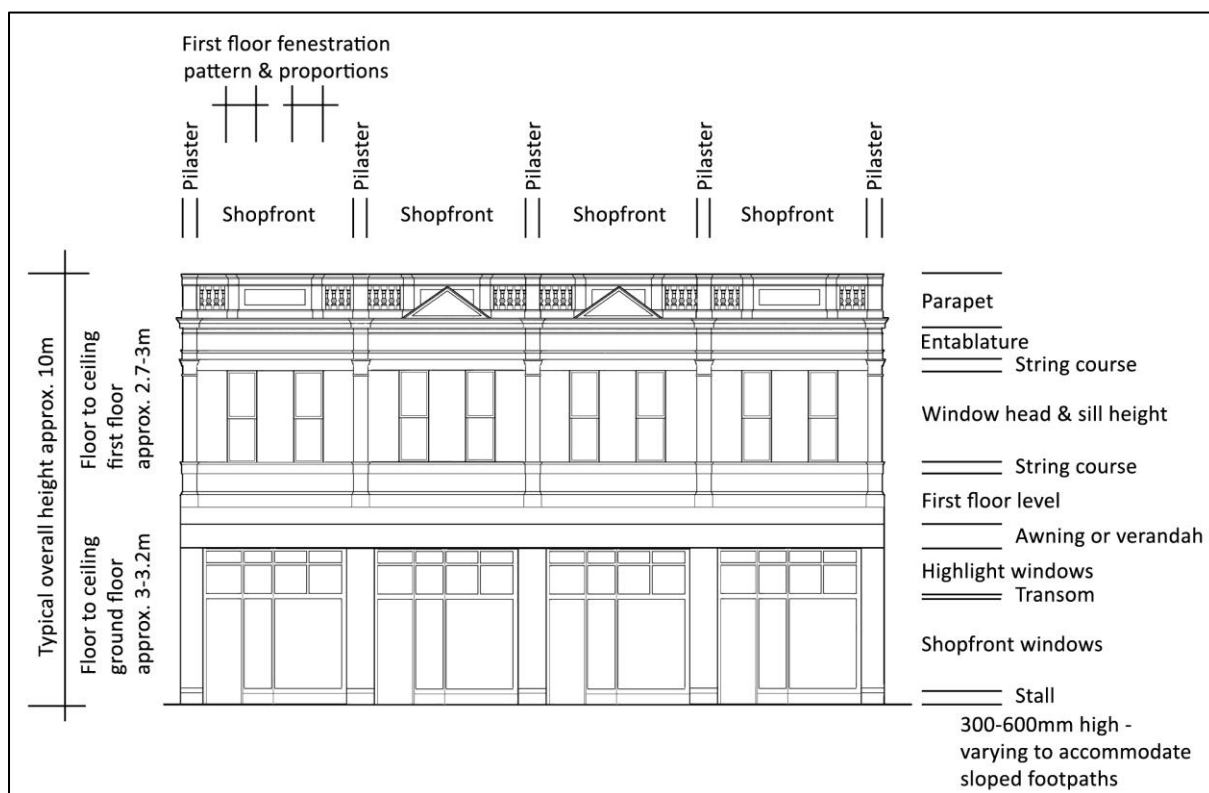 First floor fenestration
pattern & proportions
Pilaster
Pilaster
Pilaster
Pilaster
Pilaster
Shopfront
Shopfront
Shopfront
Shopfront
Typical overall height approx. 10m
Floor to ceiling
first floor
approx. 2.7-3m
Floor to ceiling
ground floor
approx. 3-3.2m
Parapet
Entablature
String course
Window head & sill height
String course
First floor level
Awning or verandah
Highlight windows
Transom
Shopfront windows
Stall
300-600mm high -
varying to accommodate
sloped footpaths